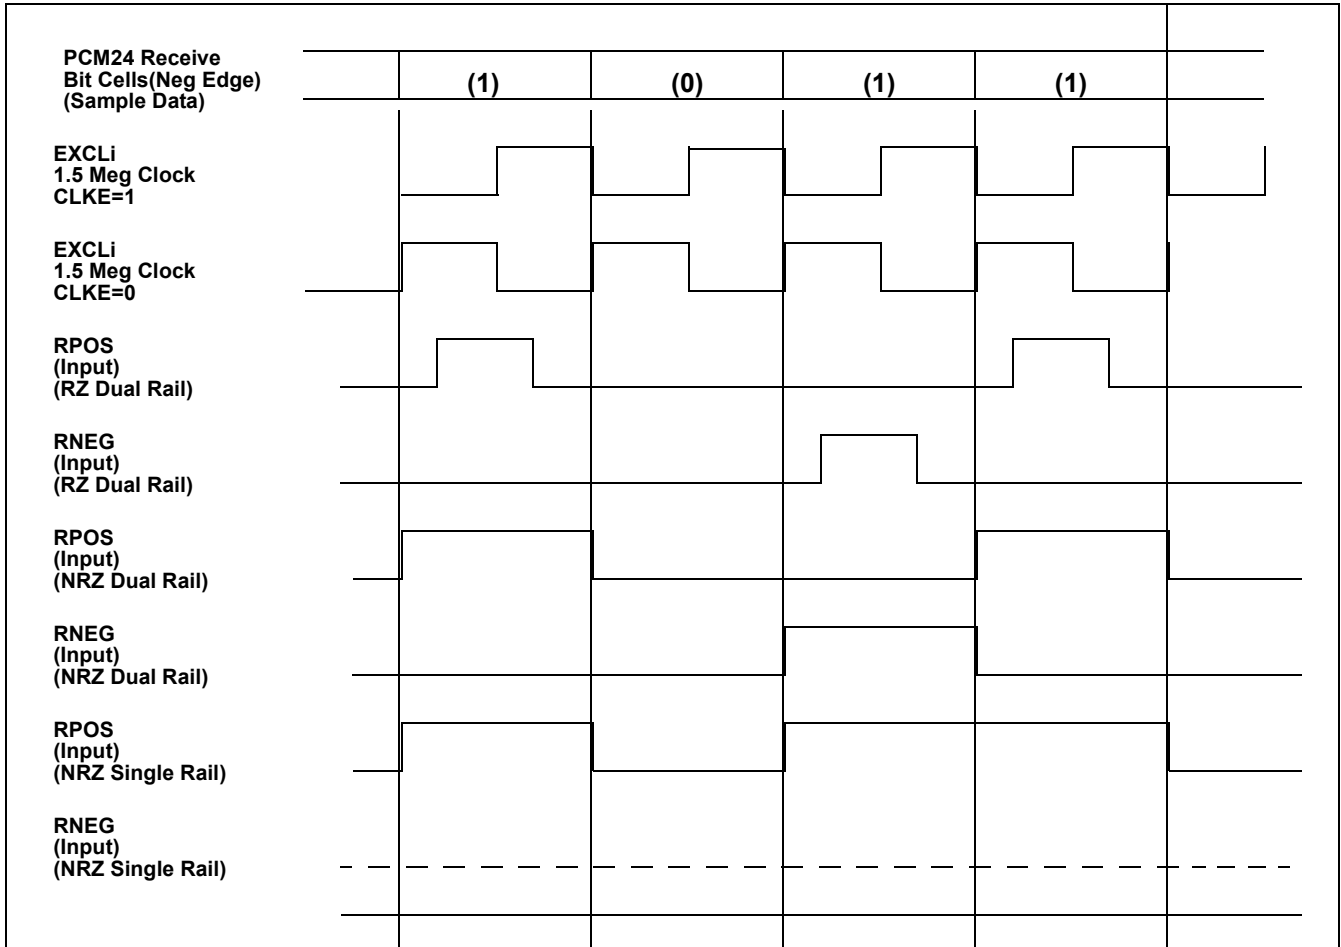 PCM24 Receive
Bit Cells(Neg Edge)
(Sample Data)
(1)
(0)
(1)
(1)
EXCLi
1.5 Meg Clock
CLKE=1
EXCLi
1.5 Meg Clock
CLKE=0
RPOS
(Input)
(RZ Dual Rail)
RNEG
(Input)
(RZ Dual Rail)
RPOS
(Input)
(NRZ Dual Rail)
RNEG
(Input)
(NRZ Dual Rail)
RPOS
(Input)
(NRZ Single Rail)
RNEG
(Input)
(NRZ Single Rail)